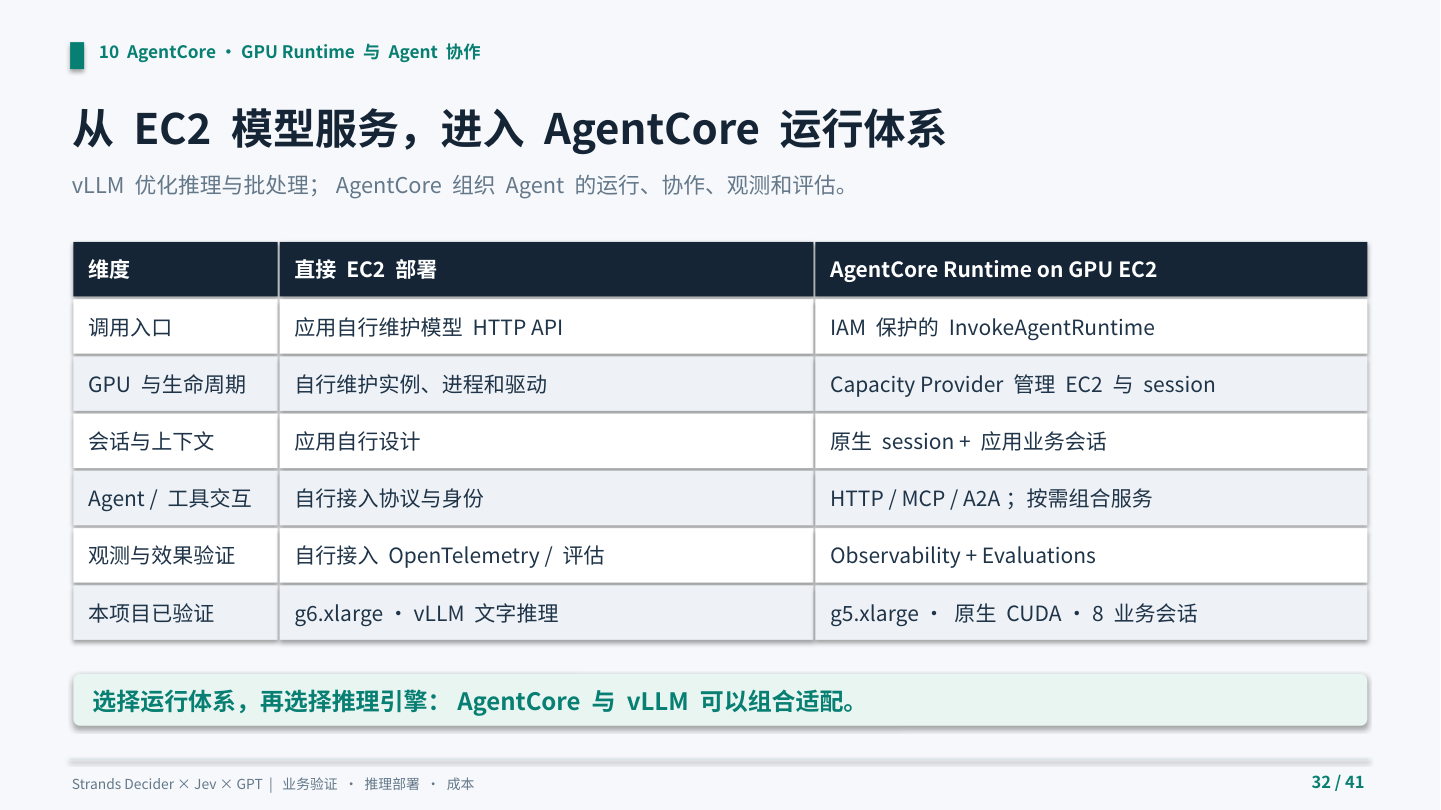 10 AgentCore · GPU Runtime 与 Agent 协作
从 EC2 模型服务，进入 AgentCore 运行体系
vLLM 优化推理与批处理； AgentCore 组织 Agent 的运行、协作、观测和评估。
维度 直接 EC2 部署 AgentCore Runtime on GPU EC2
调用入口 应用自行维护模型 HTTP API IAM 保护的 InvokeAgentRuntime
GPU 与生命周期 自行维护实例、进程和驱动 Capacity Provider 管理 EC2 与 session
会话与上下文 应用自行设计 原生 session + 应用业务会话
Agent / 工具交互 自行接入协议与身份 HTTP / MCP / A2A ；按需组合服务
观测与效果验证 自行接入 OpenTelemetry / 评估 Observability + Evaluations
本项目已验证 g6.xlarge · vLLM 文字推理 g5.xlarge · 原生 CUDA · 8 业务会话
选择运行体系，再选择推理引擎： AgentCore 与 vLLM 可以组合适配。
Strands Decider × Jev × GPT | 业务验证 · 推理部署 · 成本
32 / 41